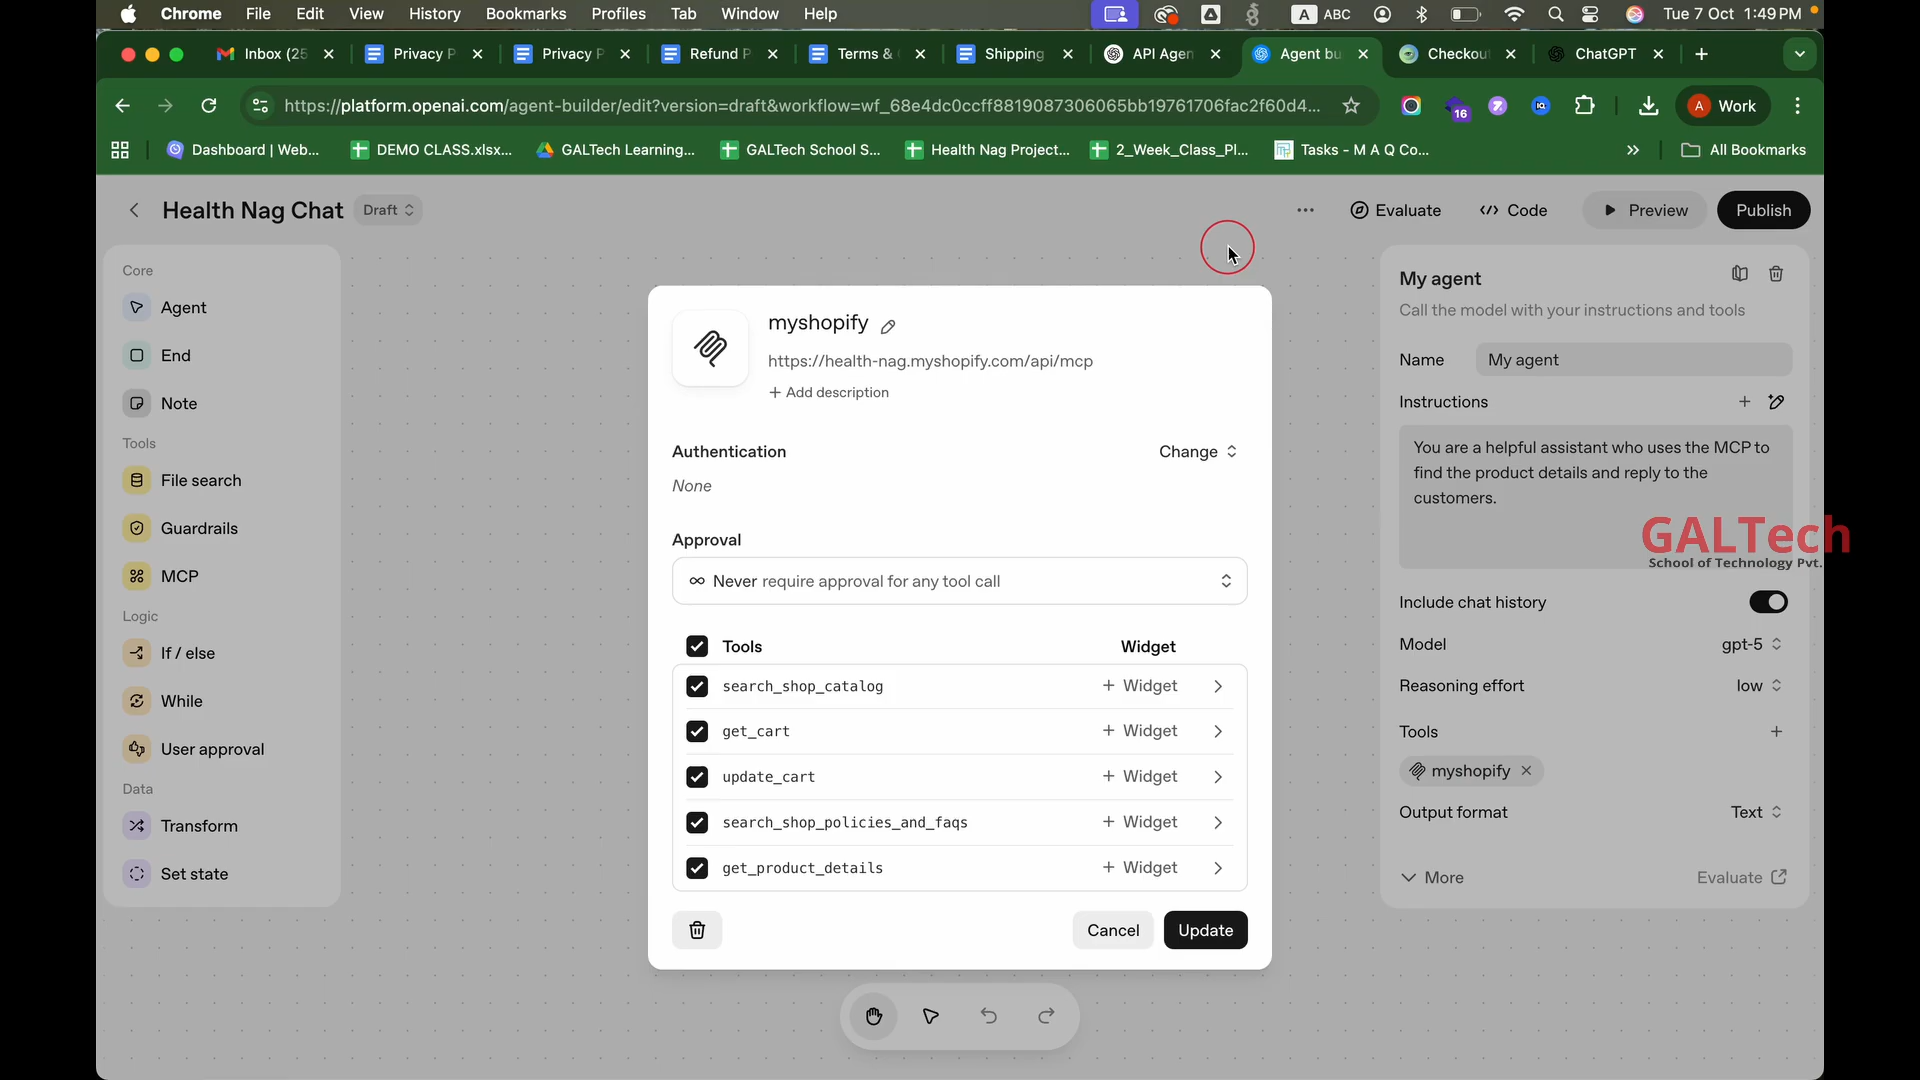 Chrome File Edit View History Bookmarks Profiles Tab Window Help A ABC Tue 7 Oct 1:49 PM
Inbox (25 Privacy P Privacy P Refund P Terms & Shipping API Agen Agent bu Checkou ChatGPT
https://platform.openai.com/agent-builder/edit?version=draft&workflow=wf_68e4dc0ccff8819087306065bb19761706fac2f60d4... 16 A Work
Dashboard | Web... DEMO CLASS.xlsx... GALTech Learning... GALTech School S... Health Nag Project... 2_Week_Class_Pl... Tasks - M A Q Co... All Bookmarks
Health Nag Chat Draft ... Evaluate Code Preview Publish
Core
Agent
End
Note
Tools
File search
Guardrails
MCP
Logic
If / else
While
User approval
Data
Transform
Set state
myshopify
https://health-nag.myshopify.com/api/mcp
+ Add description
Authentication Change
None
Approval
Never require approval for any tool call
Tools Widget
search_shop_catalog + Widget
get_cart + Widget
update_cart + Widget
search_shop_policies_and_faqs + Widget
get_product_details + Widget
Cancel Update
My agent
Call the model with your instructions and tools
Name My agent
Instructions
You are a helpful assistant who uses the MCP to
find the product details and reply to the
customers.
GALTech
School of Technology Pvt.
Include chat history
Model gpt-5
Reasoning effort low
Tools
myshopify
Output format Text
More Evaluate